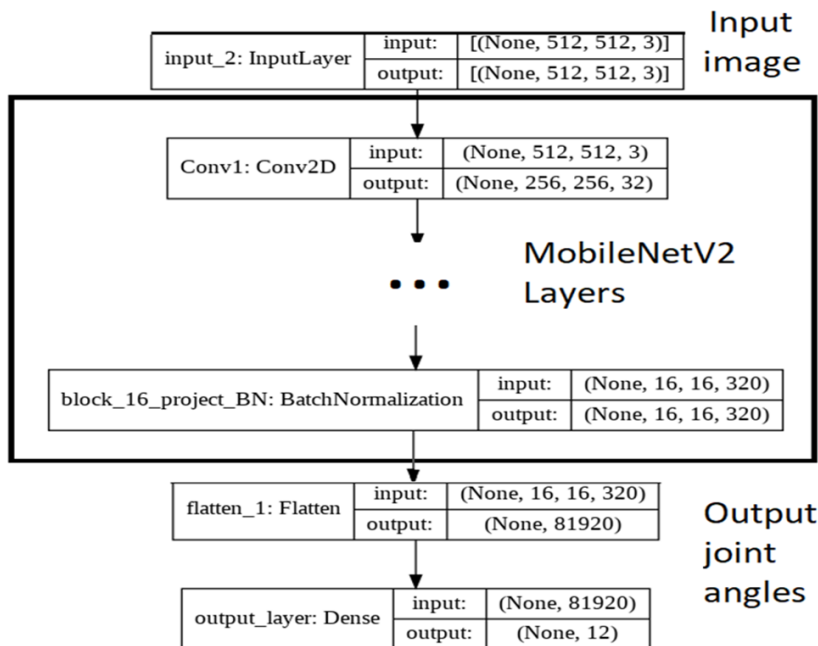 Input
image
input_2: InputLayer
input: [(None, 512, 512, 3)]
output: [(None, 512, 512, 3)]
Conv1: Conv2D
input: (None, 512, 512, 3)
output: (None, 256, 256, 32)
MobileNetV2
Layers
...
block_16_project_BN: BatchNormalization
input: (None, 16, 16, 320)
output: (None, 16, 16, 320)
flatten_1: Flatten
input: (None, 16, 16, 320)
output: (None, 81920)
Output
joint
angles
output_layer: Dense
input: (None, 81920)
output: (None, 12)